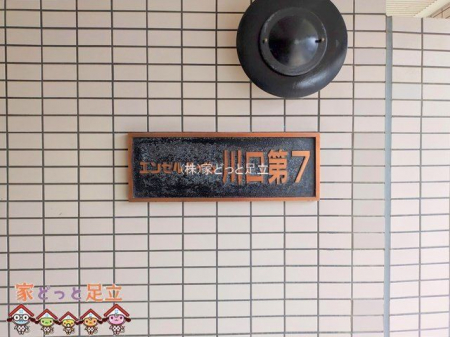 エンゼル
川口第7
(株)家どっと足立
家どっと足立